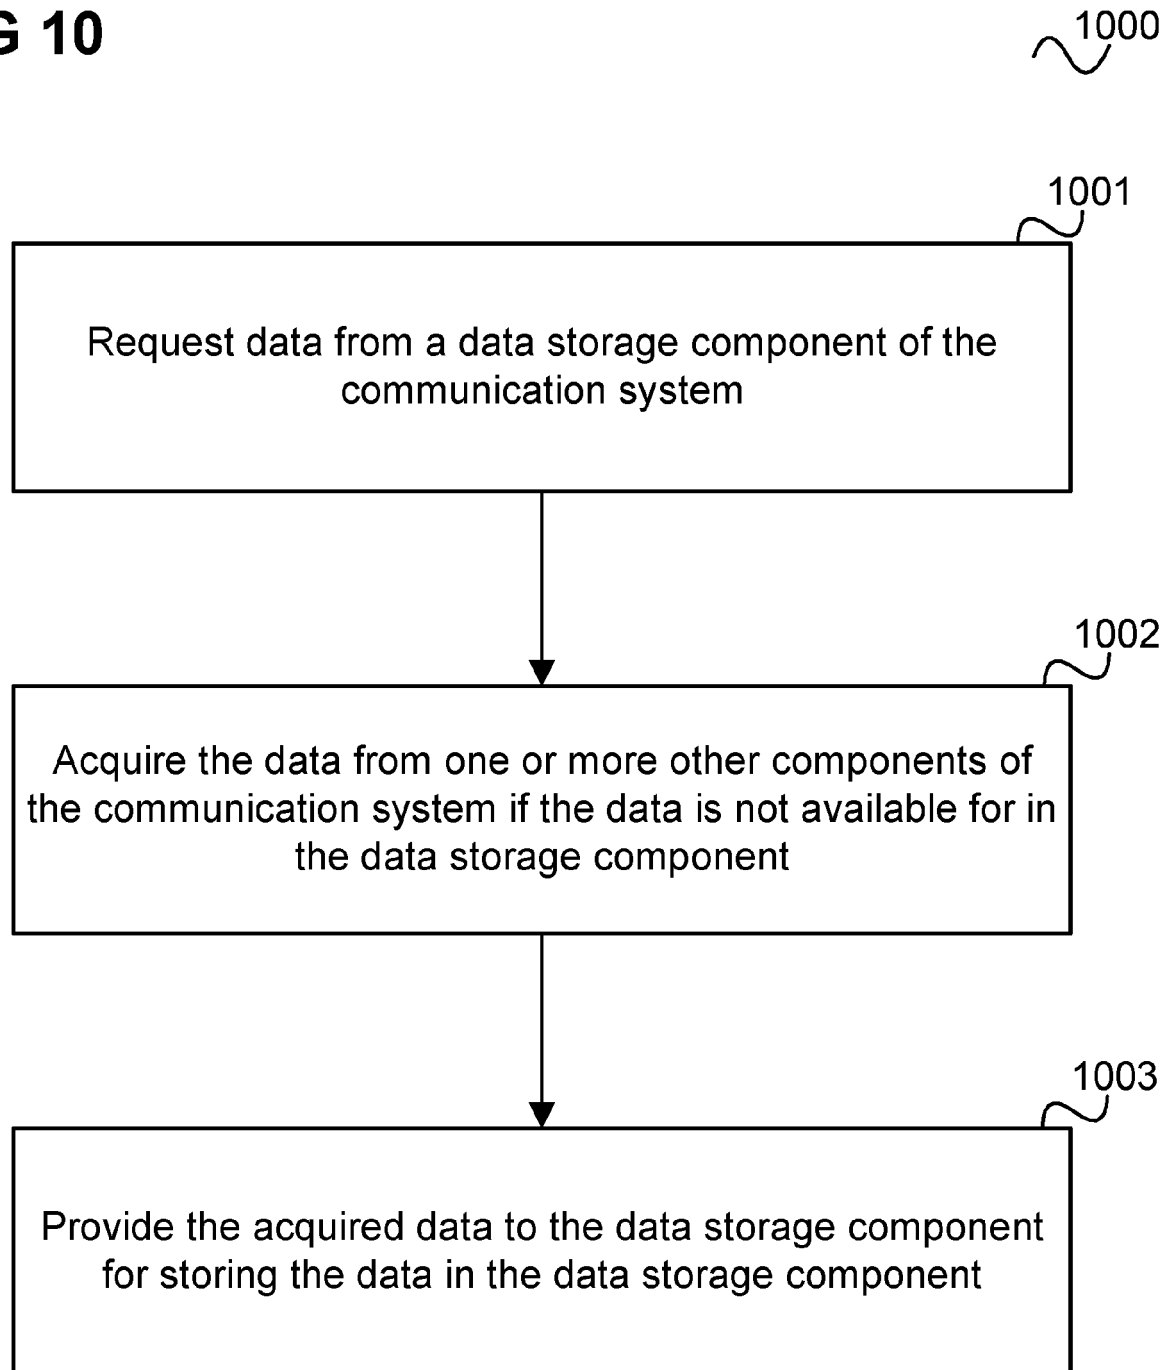 G 10
1000
1001
Request data from a data storage component of the
communication system
1002
Acquire the data from one or more other components of
the communication system if the data is not available for in
the data storage component
1003
Provide the acquired data to the data storage component
for storing the data in the data storage component